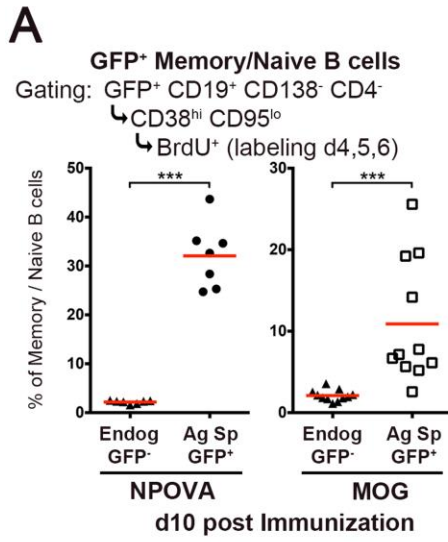 A
GFP⁺ Memory/Naive B cells
Gating: GFP⁺ CD19⁺ CD138⁻ CD4⁻
CD38ʰⁱ CD95ˡᵒ
BrdU⁺ (labeling d4,5,6)
% of Memory / Naive B cells
50
40
30
20
10
0
***
30
20
10
0
***
Endog GFP⁻
Ag Sp GFP⁺
Endog GFP⁻
Ag Sp GFP⁺
NPOVA
MOG
d10 post Immunization